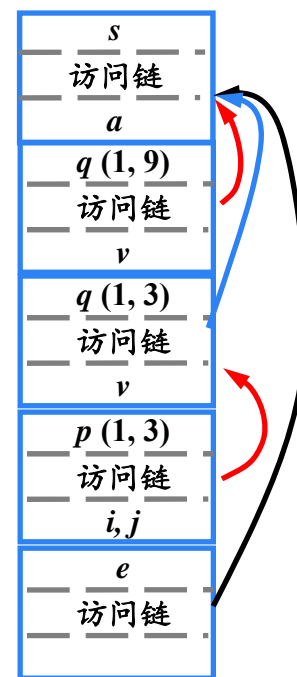 s
访问链
a
q (1, 9)
访问链
v
q (1, 3)
访问链
v
p (1, 3)
访问链
i, j
e
访问链